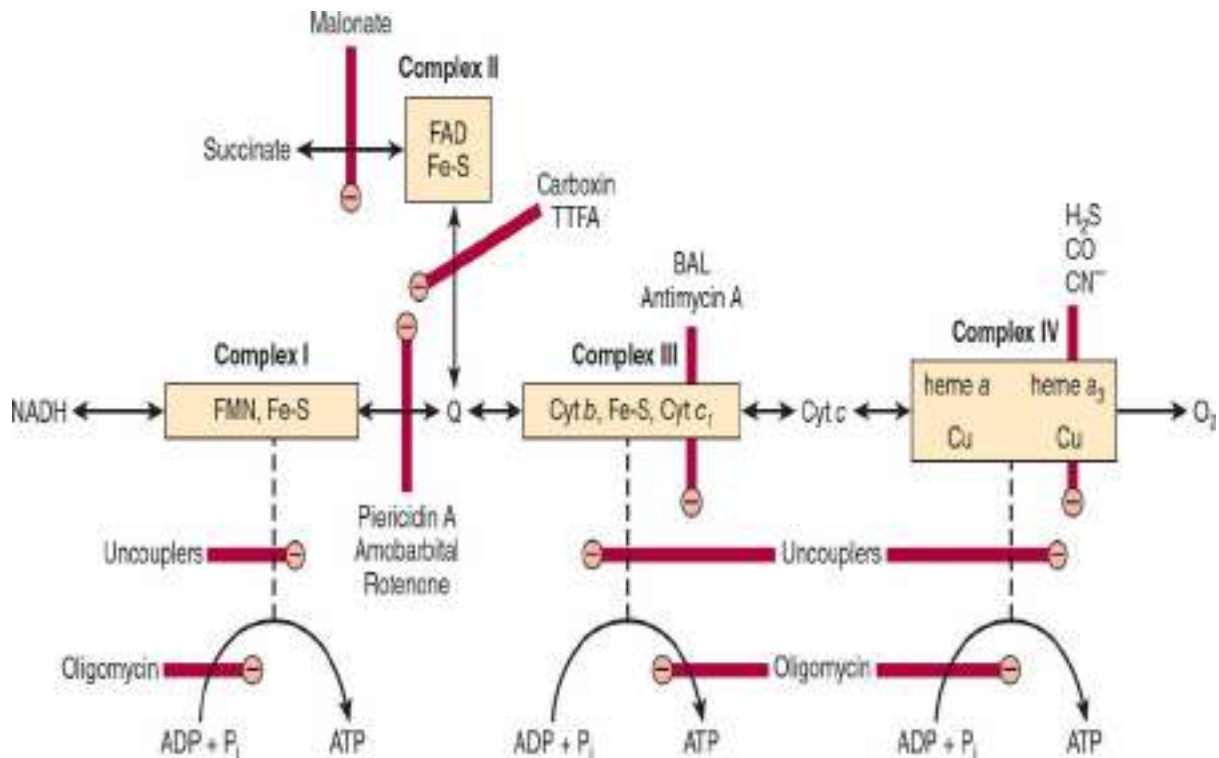 Malonate
Complex II
FAD
Fe-S
Succinate
Carboxin
TTFA
H₂S
CO
CN⁻
BAL
Antimycin A
Complex I
Complex III
Complex IV
NADH
FMN, Fe-S
Q
Cyt b, Fe-S, Cyt c₁
Cyt c
heme a
heme a₃
Cu
Cu
O₂
Piericidin A
Amobarbital
Rotenone
Uncouplers
Uncouplers
Oligomycin
Oligomycin
ADP + Pᵢ
ATP
ADP + Pᵢ
ATP
ADP + Pᵢ
ATP